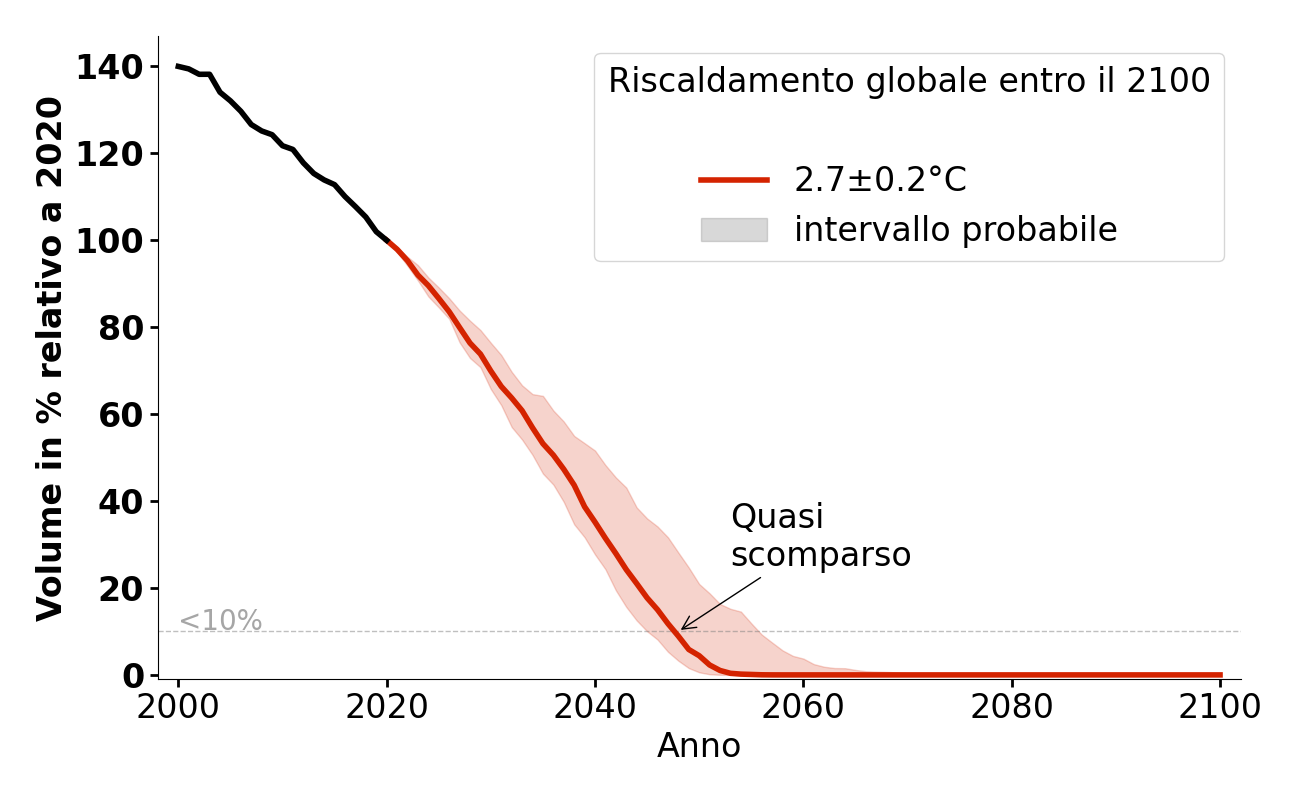 Volume in % relativo a 2020
140
120
100
80
60
40
20
0
Riscaldamento globale entro il 2100
2.7±0.2°C
intervallo probabile
Quasi
scomparso
<10%
2000
2020
2040
2060
2080
2100
Anno